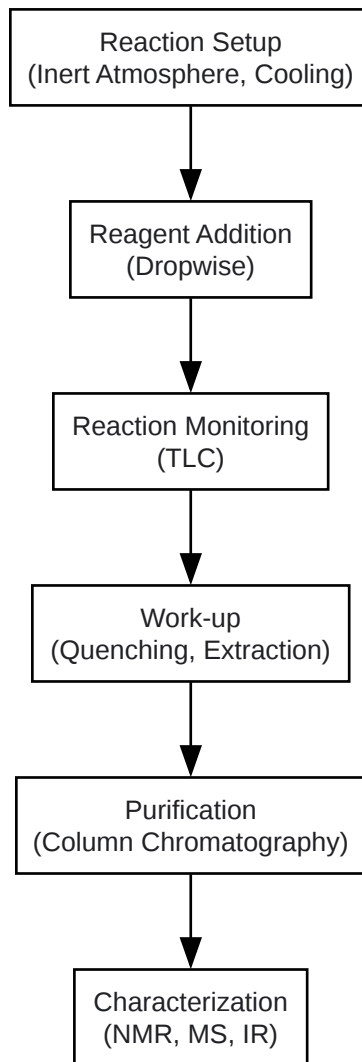 Reaction Setup
(Inert Atmosphere, Cooling)
Reagent Addition
(Dropwise)
Reaction Monitoring
(TLC)
Work-up
(Quenching, Extraction)
Purification
(Column Chromatography)
Characterization
(NMR, MS, IR)